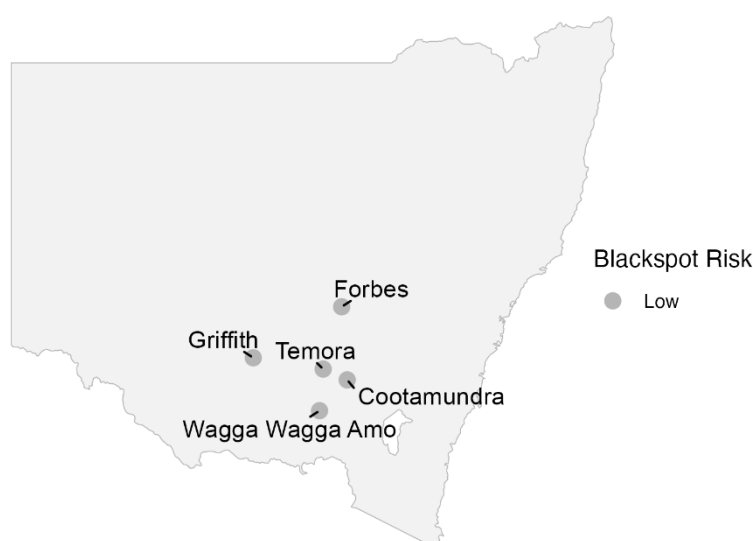 Blackspot Risk
Low
Forbes
Griffith
Temora
Cootamundra
Wagga Wagga Amo